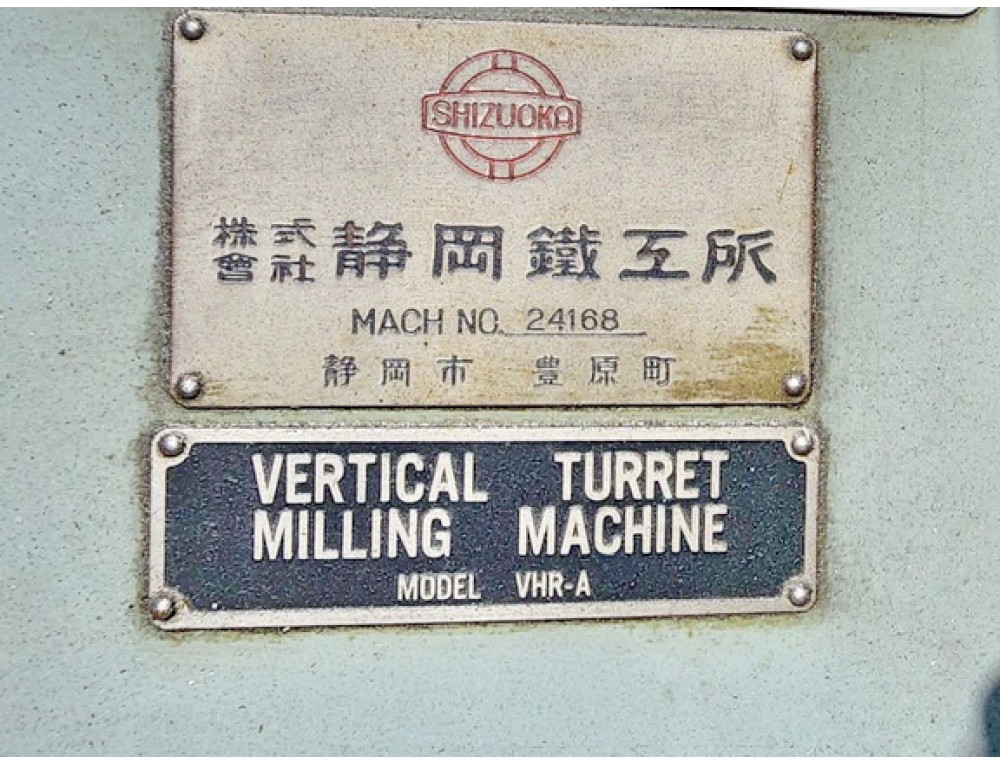 SHIZUOKA
株式會社 静岡鐵工所
MACH NO. 24168
静岡市 豊原町
VERTICAL TURRET
MILLING MACHINE
MODEL VHR-A